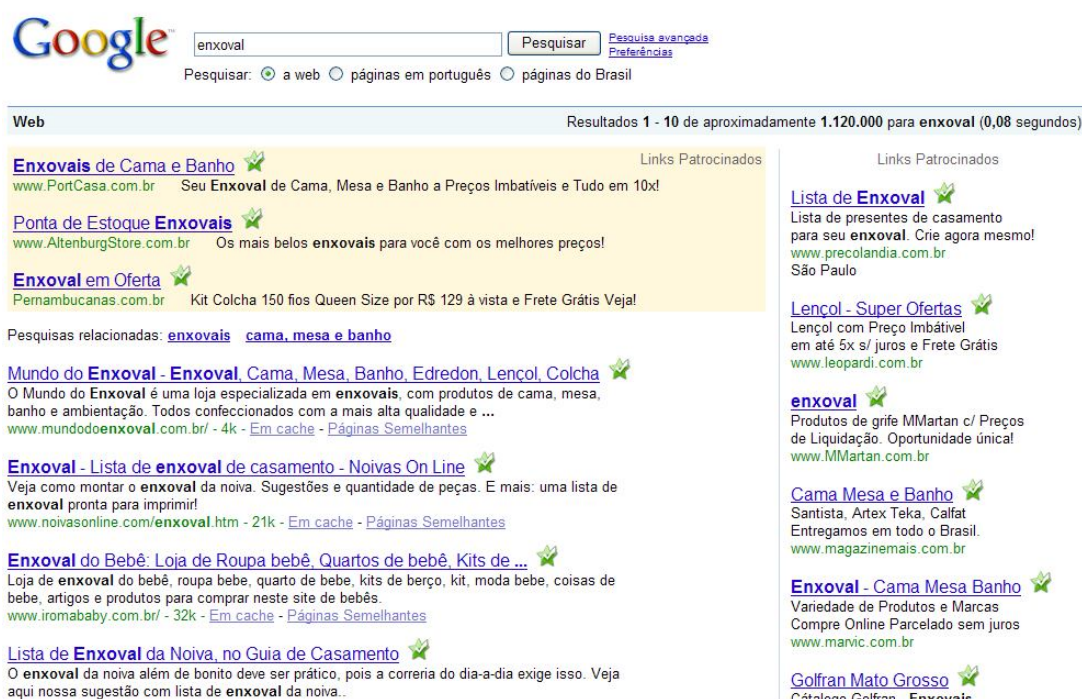 Google
enxoval Pesquisar Pesquisa avançada
Preferências
Pesquisar: a web páginas em português páginas do Brasil
Web Resultados 1 - 10 de aproximadamente 1.120.000 para enxoval (0,08 segundos)
Links Patrocinados
Enxovais de Cama e Banho
www.PortCasa.com.br Seu Enxoval de Cama, Mesa e Banho a Preços Imbatíveis e Tudo em 10x!
Ponta de Estoque Enxovais
www.AltenburgStore.com.br Os mais belos enxovais para você com os melhores preços!
Enxoval em Oferta
Pernambucanas.com.br Kit Colcha 150 fios Queen Size por R$ 129 à vista e Frete Grátis Veja!
Pesquisas relacionadas: enxovais cama, mesa e banho
Mundo do Enxoval - Enxoval, Cama, Mesa, Banho, Edredon, Lençol, Colcha
O Mundo do Enxoval é uma loja especializada em enxovais, com produtos de cama, mesa,
banho e ambientação. Todos confeccionados com a mais alta qualidade e ...
www.mundodoenxoval.com.br/ - 4k - Em cache - Páginas Semelhantes
Enxoval - Lista de enxoval de casamento - Noivas On Line
Veja como montar o enxoval da noiva. Sugestões e quantidade de peças. E mais: uma lista de
enxoval pronta para imprimir!
www.noivasonline.com/enxoval.htm - 21k - Em cache - Páginas Semelhantes
Enxoval do Bebê: Loja de Roupa bebê, Quartos de bebê, Kits de ...
Loja de enxoval do bebê, roupa bebe, quarto de bebe, kits de berço, kit, moda bebe, coisas de
bebe, artigos e produtos para comprar neste site de bebês.
www.iromababy.com.br/ - 32k - Em cache - Páginas Semelhantes
Lista de Enxoval da Noiva, no Guia de Casamento
O enxoval da noiva além de bonito deve ser prático, pois a correria do dia-a-dia exige isso. Veja
aqui nossa sugestão com lista de enxoval da noiva..
Links Patrocinados
Lista de Enxoval
Lista de presentes de casamento
para seu enxoval. Crie agora mesmo!
www.precolandia.com.br
São Paulo
Lençol - Super Ofertas
Lençol com Preço Imbátivel
em até 5x s/ juros e Frete Grátis
www.leopardi.com.br
enxoval
Produtos de grife MMartan c/ Preços
de Liquidação. Oportunidade única!
www.MMartan.com.br
Cama Mesa e Banho
Santista, Artex Teka, Calfat
Entregamos em todo o Brasil.
www.magazinemais.com.br
Enxoval - Cama Mesa Banho
Variedade de Produtos e Marcas
Compre Online Parcelado sem juros
www.marvic.com.br
Golfran Mato Grosso
Cátalogo Golfran - Enxovais